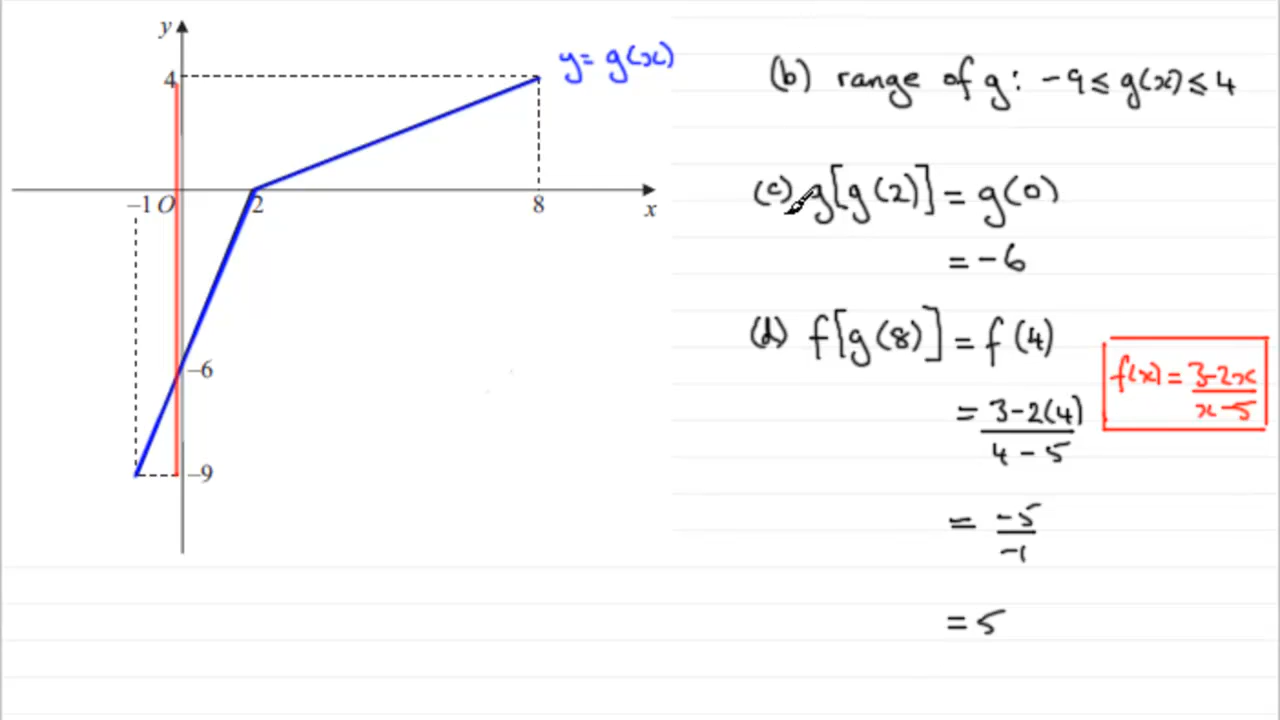 y
4
y = g(x)
-1 O 2 8 x
-6
-9
(b) range of g: -9 ≤ g(x) ≤ 4
(c) g[g(2)] = g(0)
= -6
(d) f[g(8)] = f(4)
= 3-2(4)
4-5
f(x) = 3-2x
x-5
= -5
-1
= 5